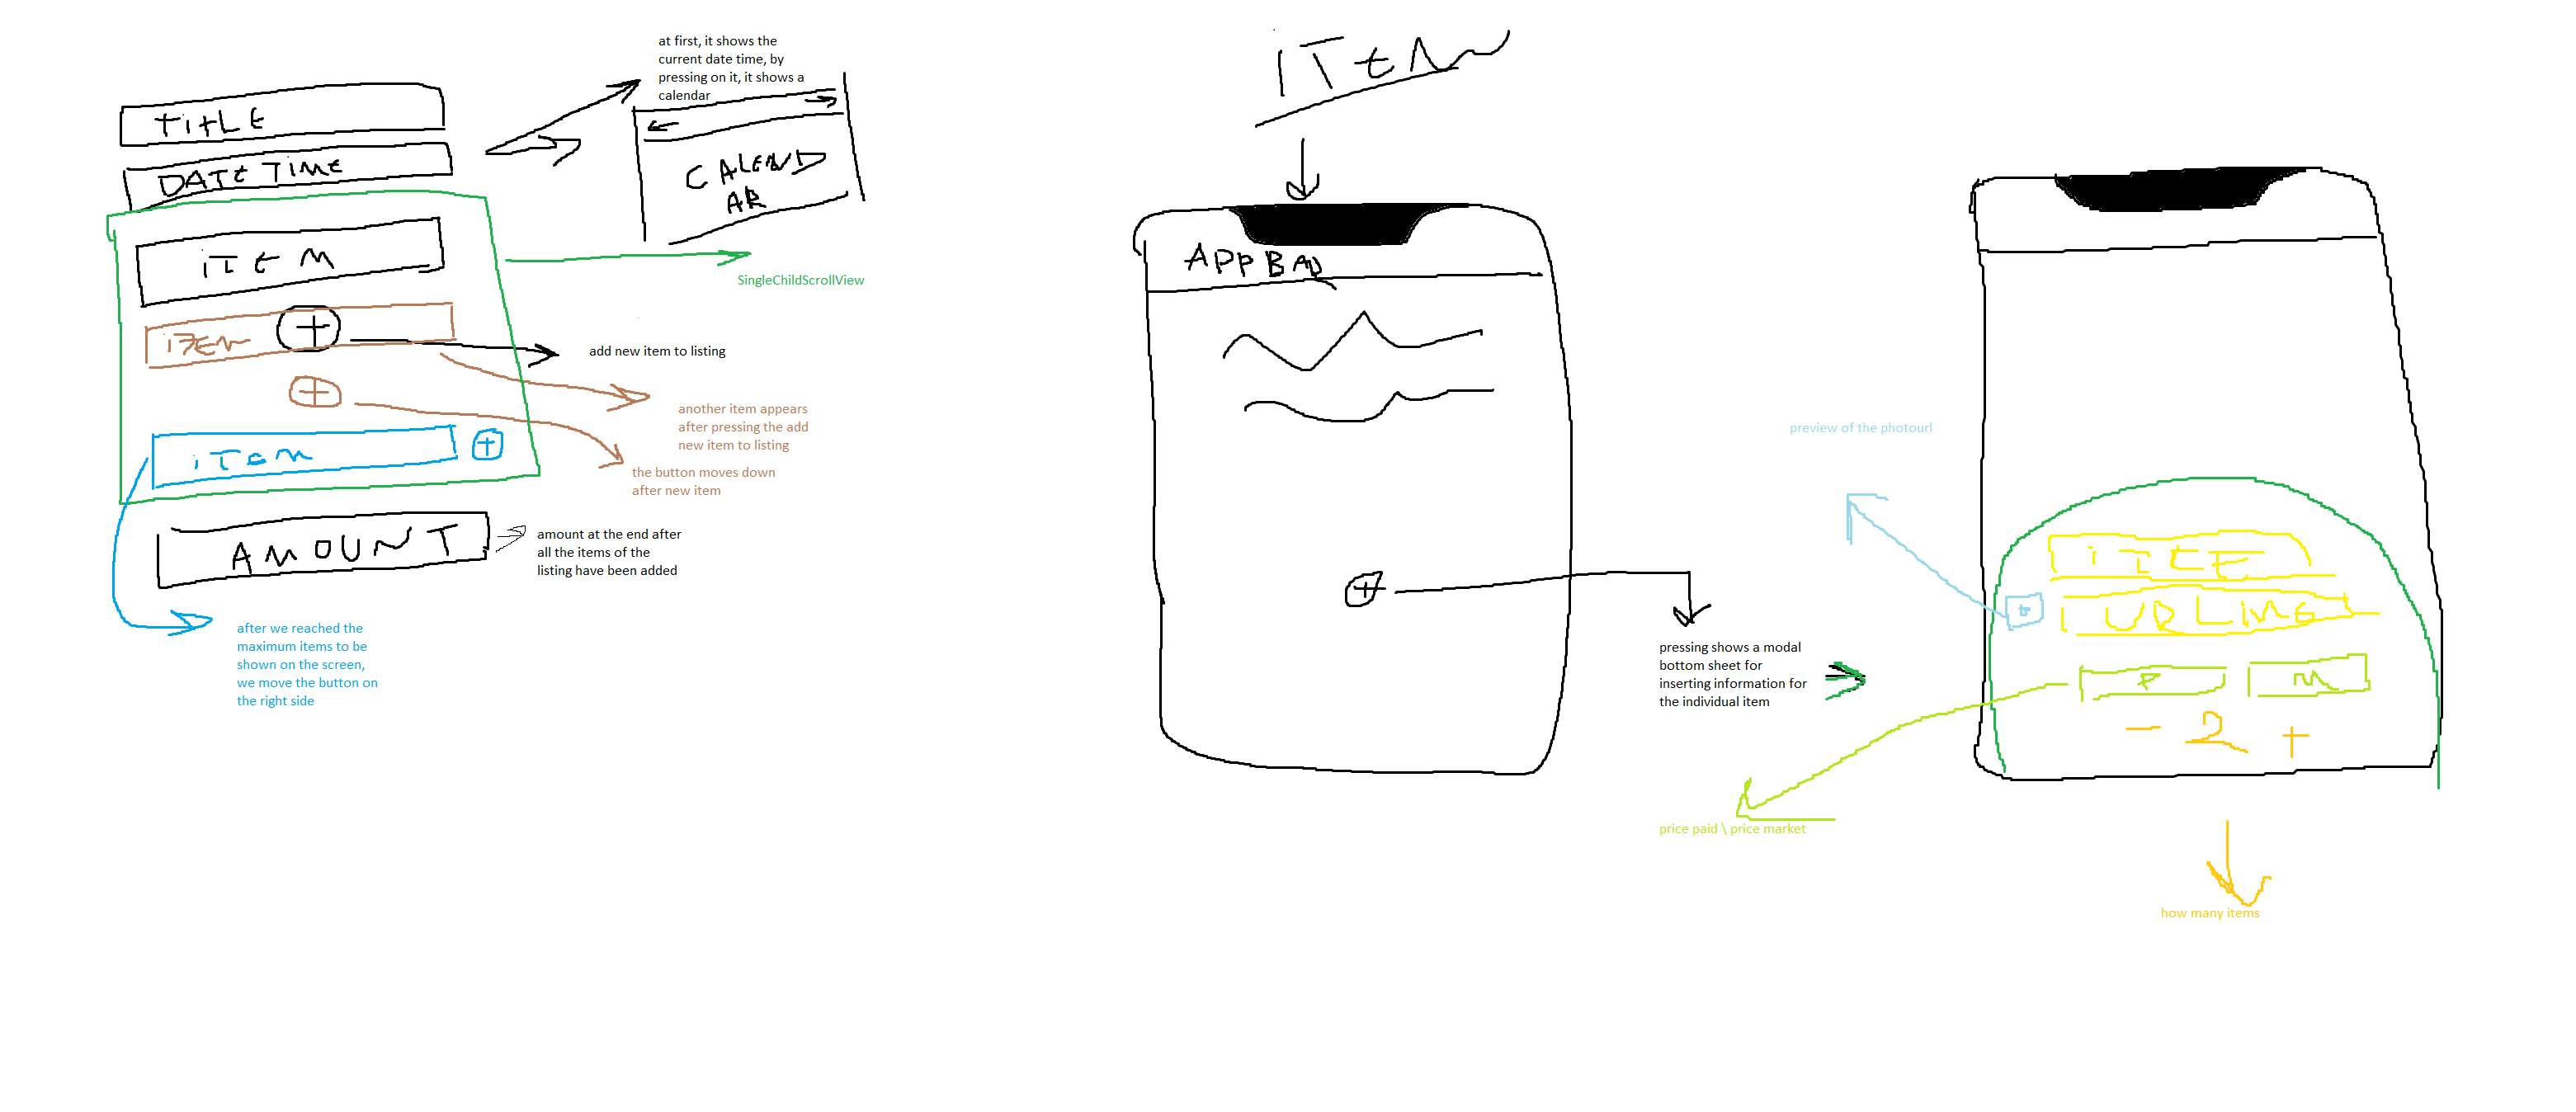 at first, it shows the
current date time, by
pressing on it, it shows a
calendar
TITLE
DATETIME
CALEND
AR
ITEM
SingleChildScrollView
ITEM
add new item to listing
another item appears
after pressing the add
new item to listing
the button moves down
after new item
ITEM
AMOUNT
amount at the end after
all the items of the
listing have been added
after we reached the
maximum items to be
shown on the screen,
we move the button on
the right side
ITEM
APPBAR
pressing shows a modal
bottom sheet for
inserting information for
the individual item
preview of the photourl
URLimG
P
M
- 2 +
price paid \ price market
how many items